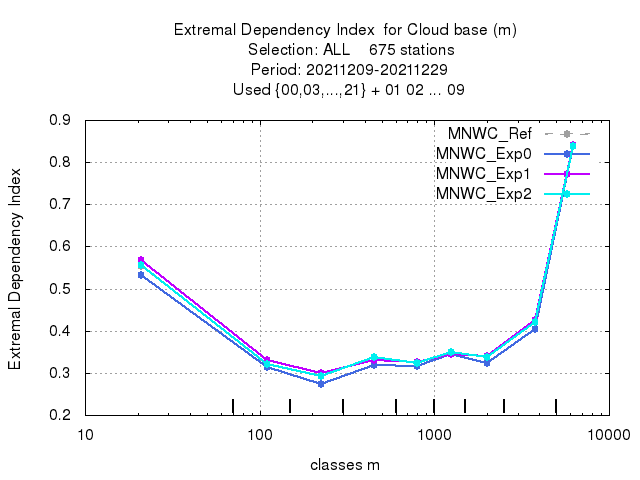 Extremal Dependency Index  for Cloud base (m)
Selection: ALL    675 stations
Period: 20211209-20211229
Used {00,03,...,21} + 01 02 ... 09
Extremal Dependency Index
0.9
0.8
0.7
0.6
0.5
0.4
0.3
0.2
MNWC_Ref
MNWC_Exp0
MNWC_Exp1
MNWC_Exp2
10 100 1000 10000
classes m